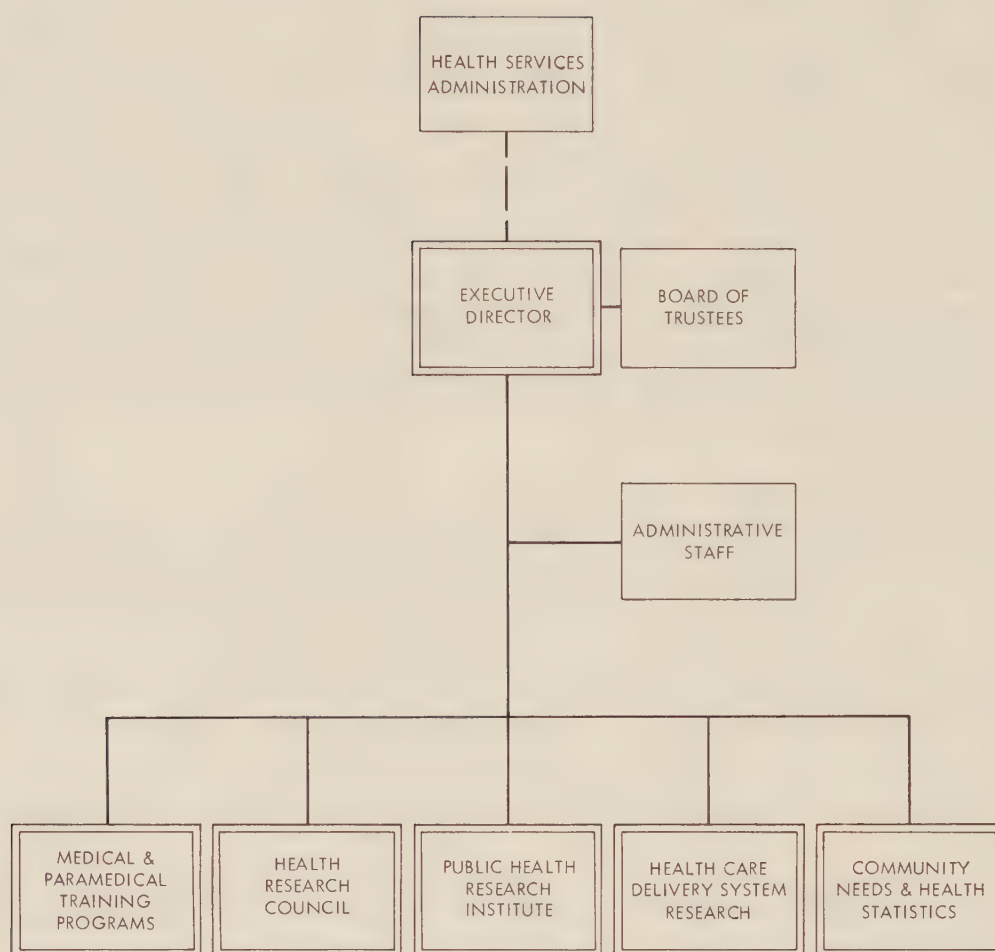 HEALTH SERVICES
ADMINISTRATION
EXECUTIVE
DIRECTOR
BOARD OF
TRUSTEES
ADMINISTRATIVE
STAFF
MEDICAL &
PARAMEDICAL
TRAINING
PROGRAMS
HEALTH
RESEARCH
COUNCIL
PUBLIC HEALTH
RESEARCH
INSTITUTE
HEALTH CARE
DELIVERY SYSTEM
RESEARCH
COMMUNITY
NEEDS & HEALTH
STATISTICS